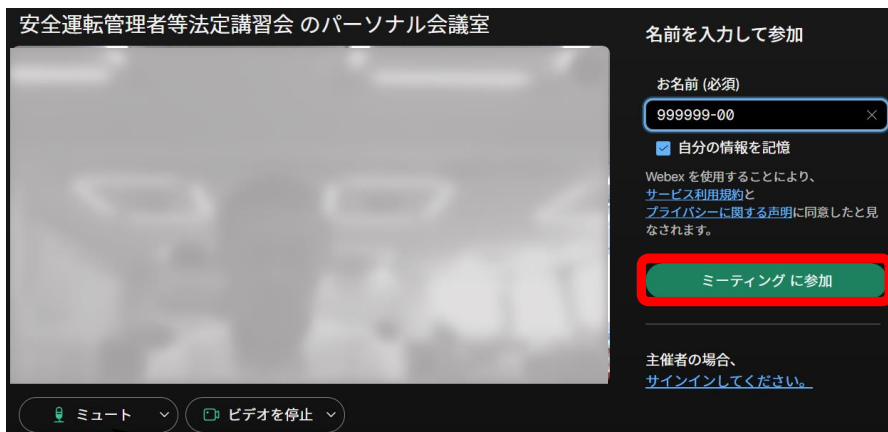 安全運転管理者等法定講習会 のパーソナル会議室
名前を入力して参加
お名前 (必須)
999999-00
自分の情報を記憶
Webex を使用することにより、
サービス利用規約と
プライバシーに関する声明に同意したと見
なされます。
ミーティング に参加
主催者の場合、
サインインしてください。
ミュート
ビデオを停止